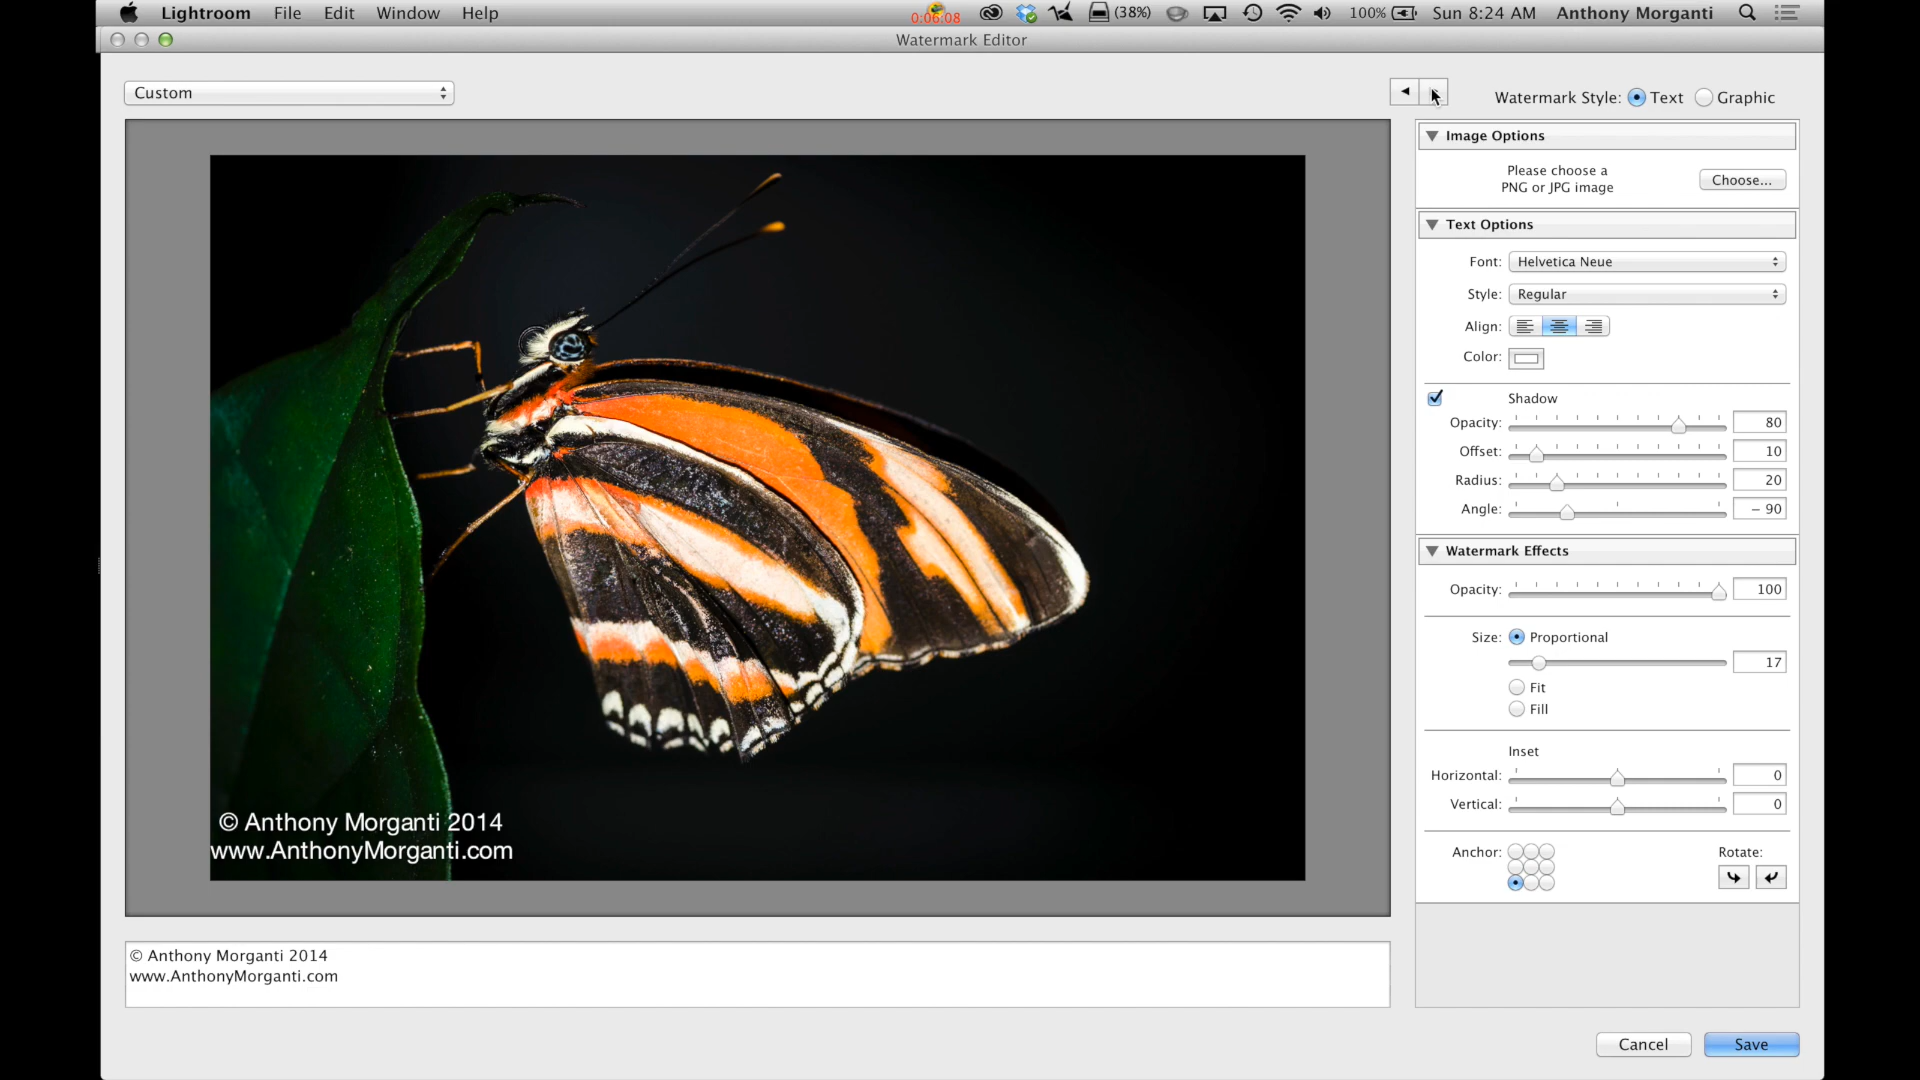 Lightroom File Edit Window Help 0:06:08 (38%) 100% Sun 8:24 AM Anthony Morganti
Watermark Editor
Custom
Watermark Style: Text Graphic
Image Options
Please choose a
PNG or JPG image
Choose...
Text Options
Font: Helvetica Neue
Style: Regular
Align:
Color:
Shadow
Opacity: 80
Offset: 10
Radius: 20
Angle: – 90
Watermark Effects
Opacity: 100
Size: Proportional
17
Fit
Fill
Inset
Horizontal: 0
Vertical: 0
Anchor: Rotate:
© Anthony Morganti 2014
www.AnthonyMorganti.com
© Anthony Morganti 2014
www.AnthonyMorganti.com
Cancel Save